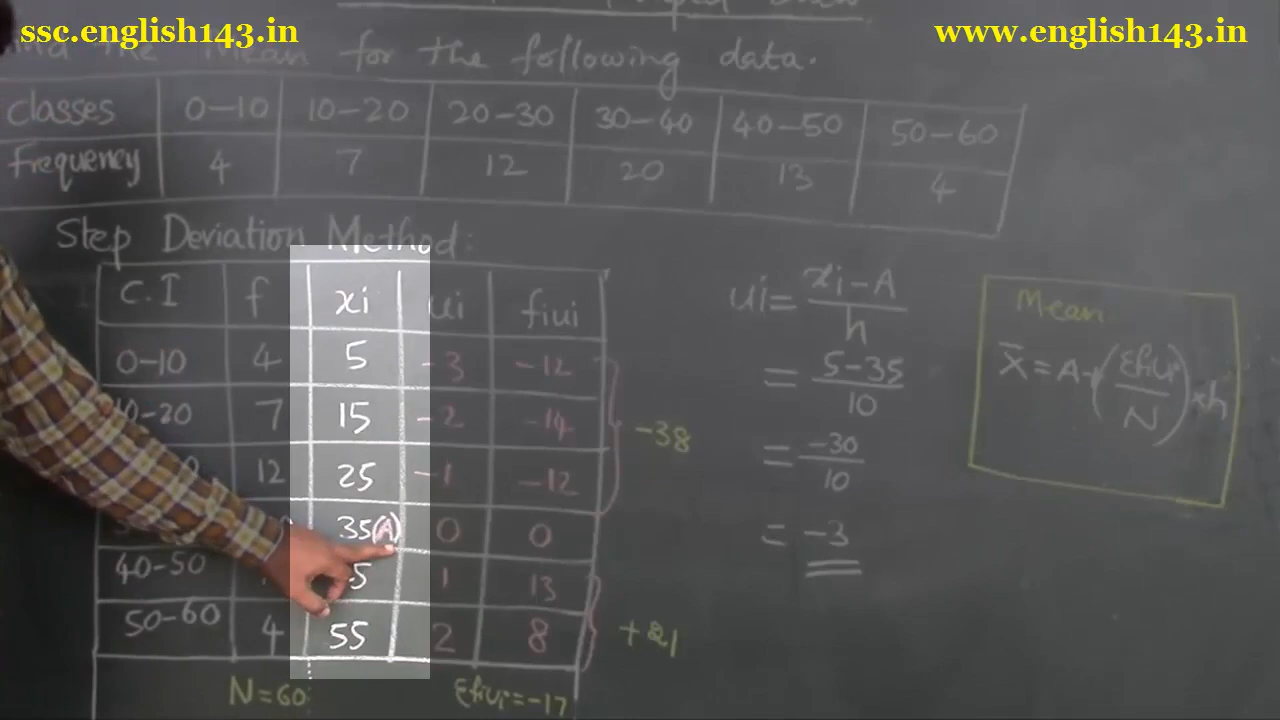 ssc.english143.in www.english143.in
the Mean for the following data.
classes 0-10 10-20 20-30 30-40 40-50 50-60
Frequency 4 7 12 20 13 4
Step Deviation Method:
C.I f xi ui fiui
0-10 4 5 -3 -12
10-20 7 15 -2 -14
12 25 -1 -12
35(A) 0 0
40-50 5 1 13
50-60 4 55 2 8
N=60 Σfiui=-17
-38
+21
ui= xi-A / h
= 5-35 / 10
= -30 / 10
= -3
Mean
x̄=A+(Σfiui/N)×h